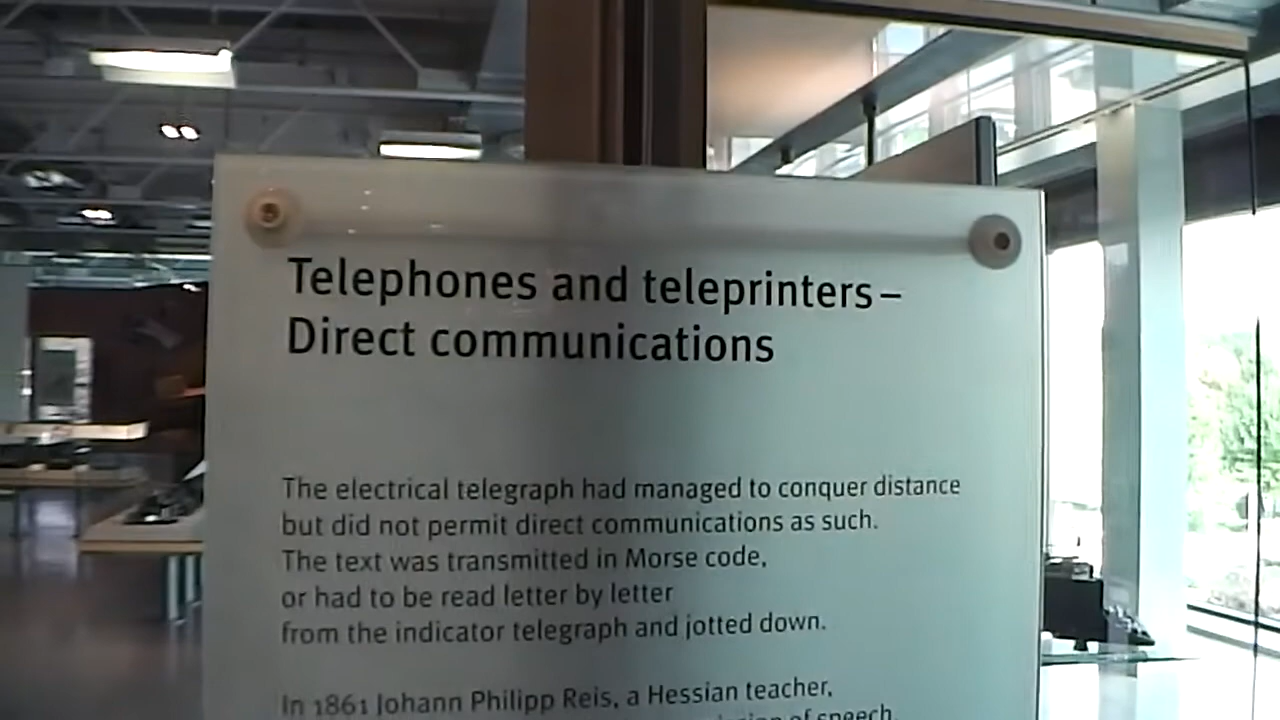 Telephones and teleprinters–
Direct communications
The electrical telegraph had managed to conquer distance
but did not permit direct communications as such.
The text was transmitted in Morse code,
or had to be read letter by letter
from the indicator telegraph and jotted down.
In 1861 Johann Philipp Reis, a Hessian teacher,
of speech